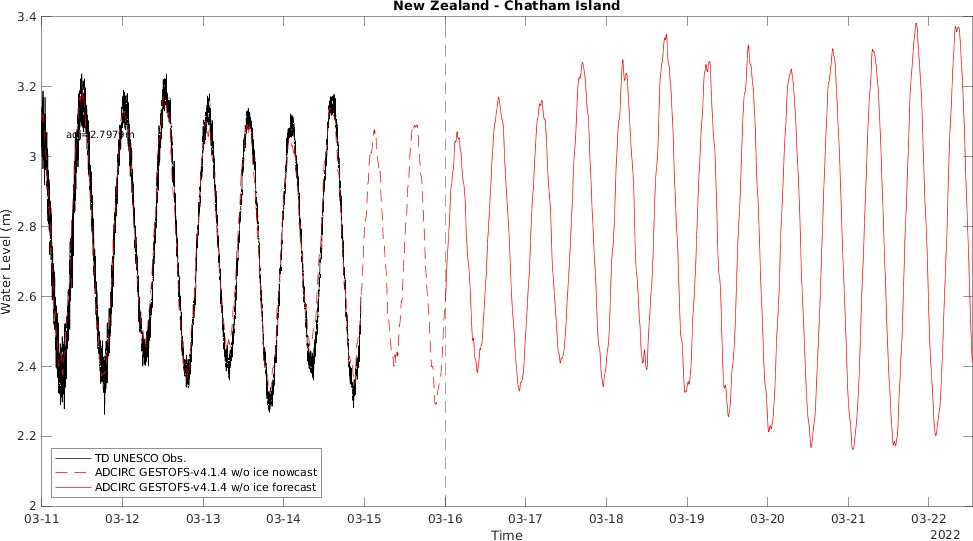 New Zealand - Chatham Island
Water Level (m)
3.4
3.2
3
2.8
2.6
2.4
2.2
2
adj=2.7979m
TD UNESCO Obs.
ADCIRC GESTOFS-v4.1.4 w/o ice nowcast
ADCIRC GESTOFS-v4.1.4 w/o ice forecast
03-11 03-12 03-13 03-14 03-15 03-16 03-17 03-18 03-19 03-20 03-21 03-22
Time
2022